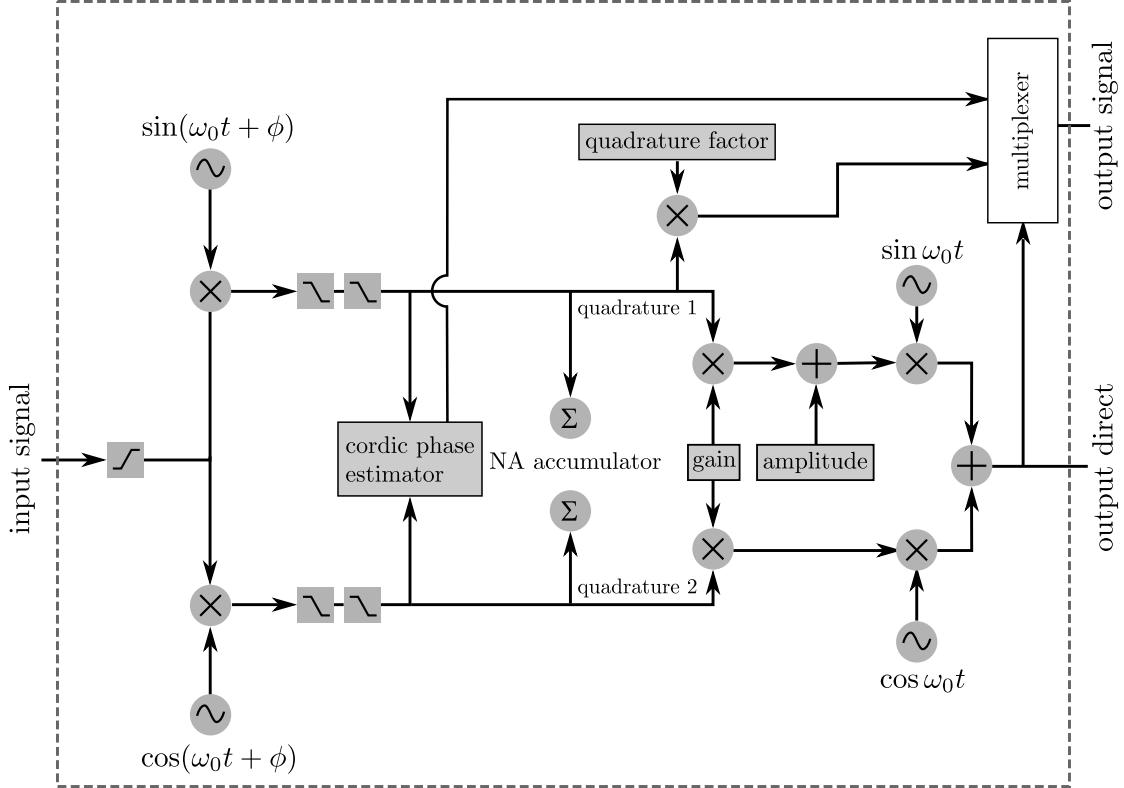 sin(ω₀t + ϕ)
quadrature factor
multiplexer
output signal
sin ω₀t
quadrature 1
input signal
cordic phase
estimator
Σ
NA accumulator
Σ
gain
amplitude
output direct
quadrature 2
cos ω₀t
cos(ω₀t + ϕ)